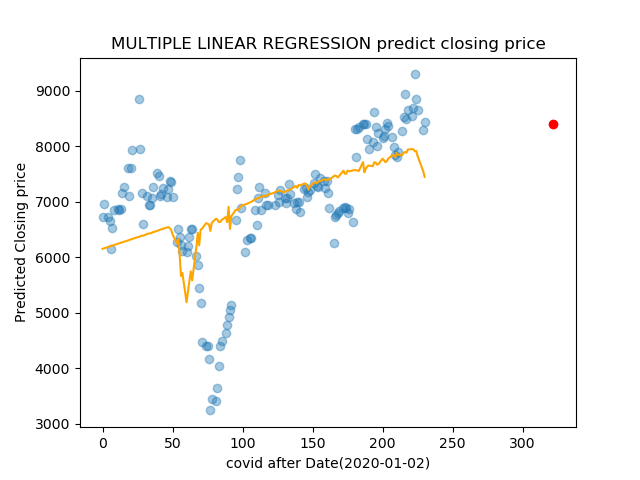 MULTIPLE LINEAR REGRESSION predict closing price
Predicted Closing price
9000
8000
7000
6000
5000
4000
3000
0 50 100 150 200 250 300
covid after Date(2020-01-02)